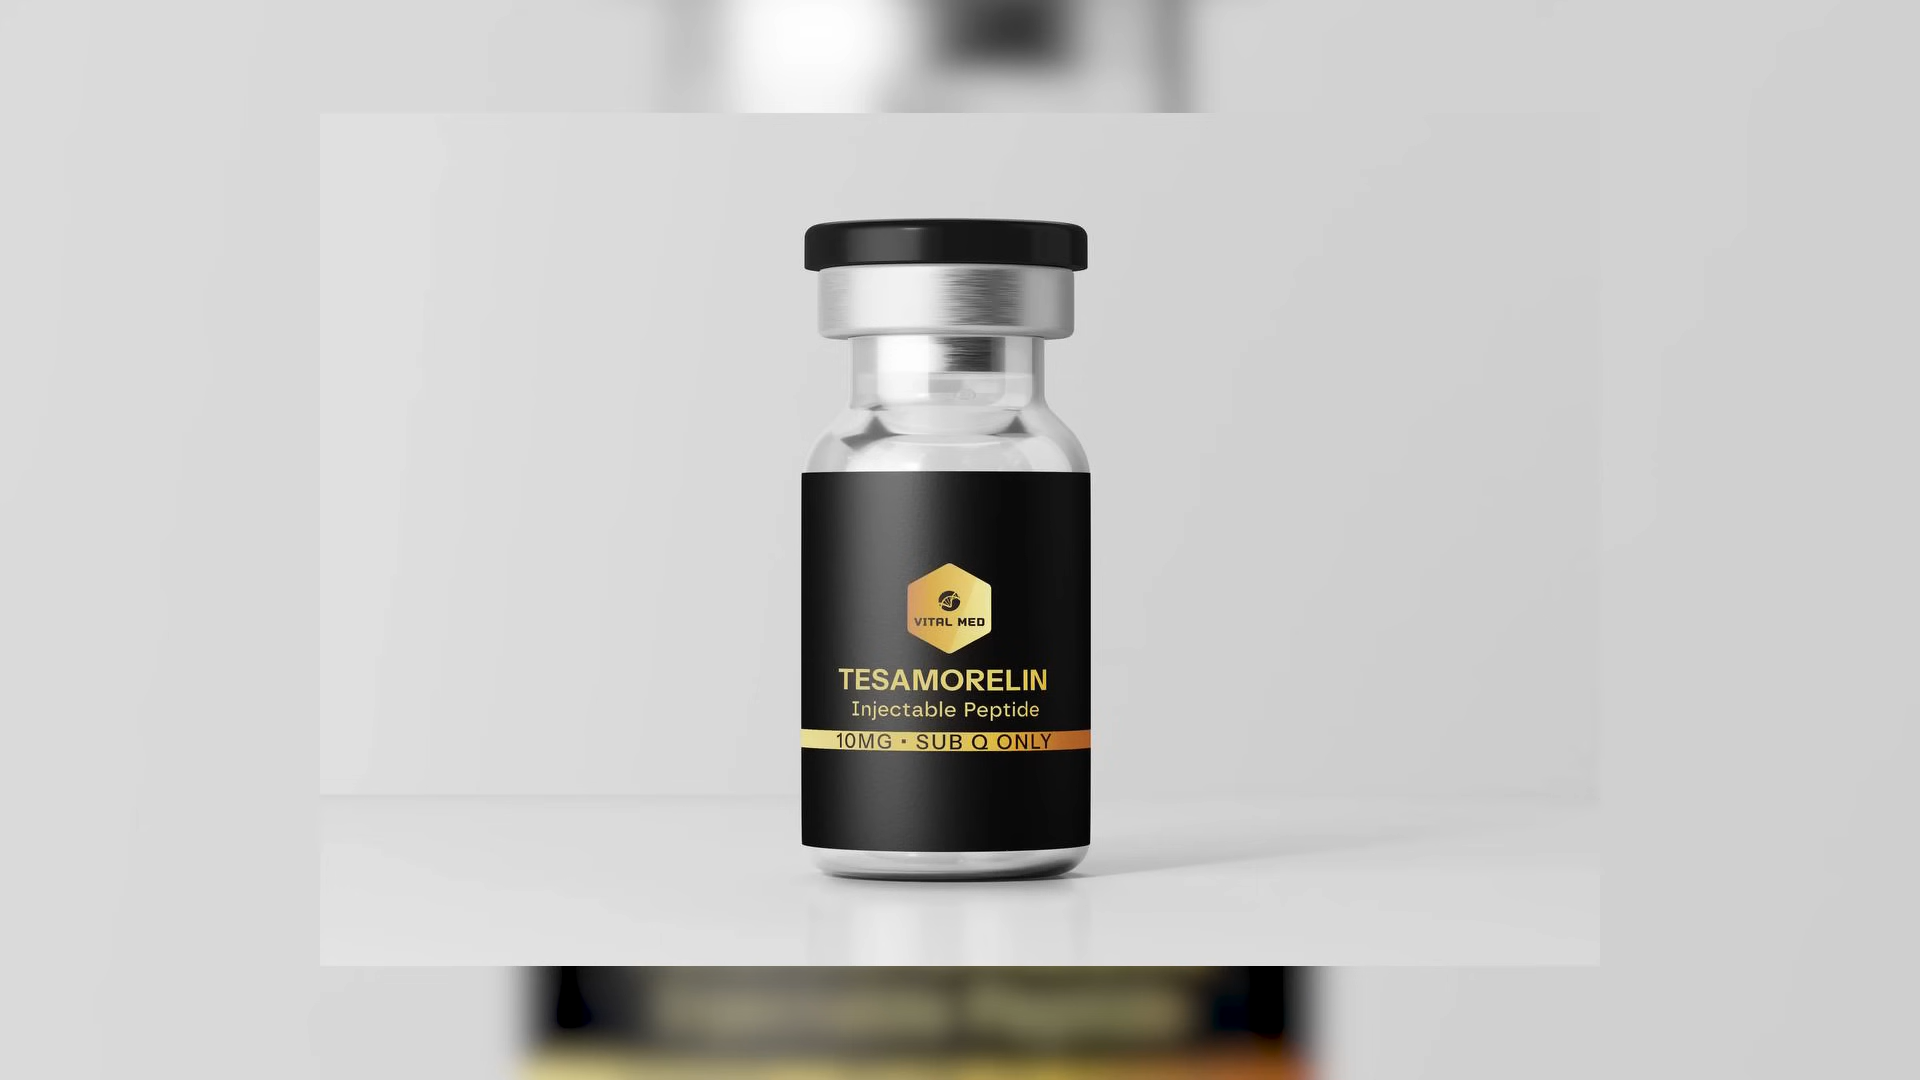 VITAL MED
TESAMORELIN
Injectable Peptide
10MG · SUB Q ONLY